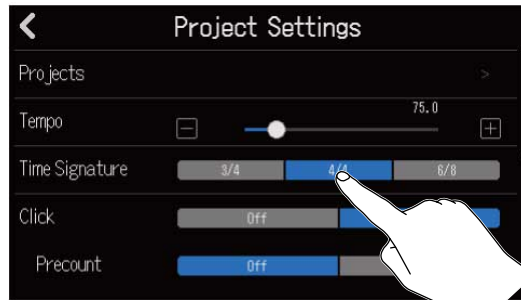 Project Settings
Projects >
Tempo 75.0
Time Signature 3/4 4/4 6/8
Click Off
Precount Off